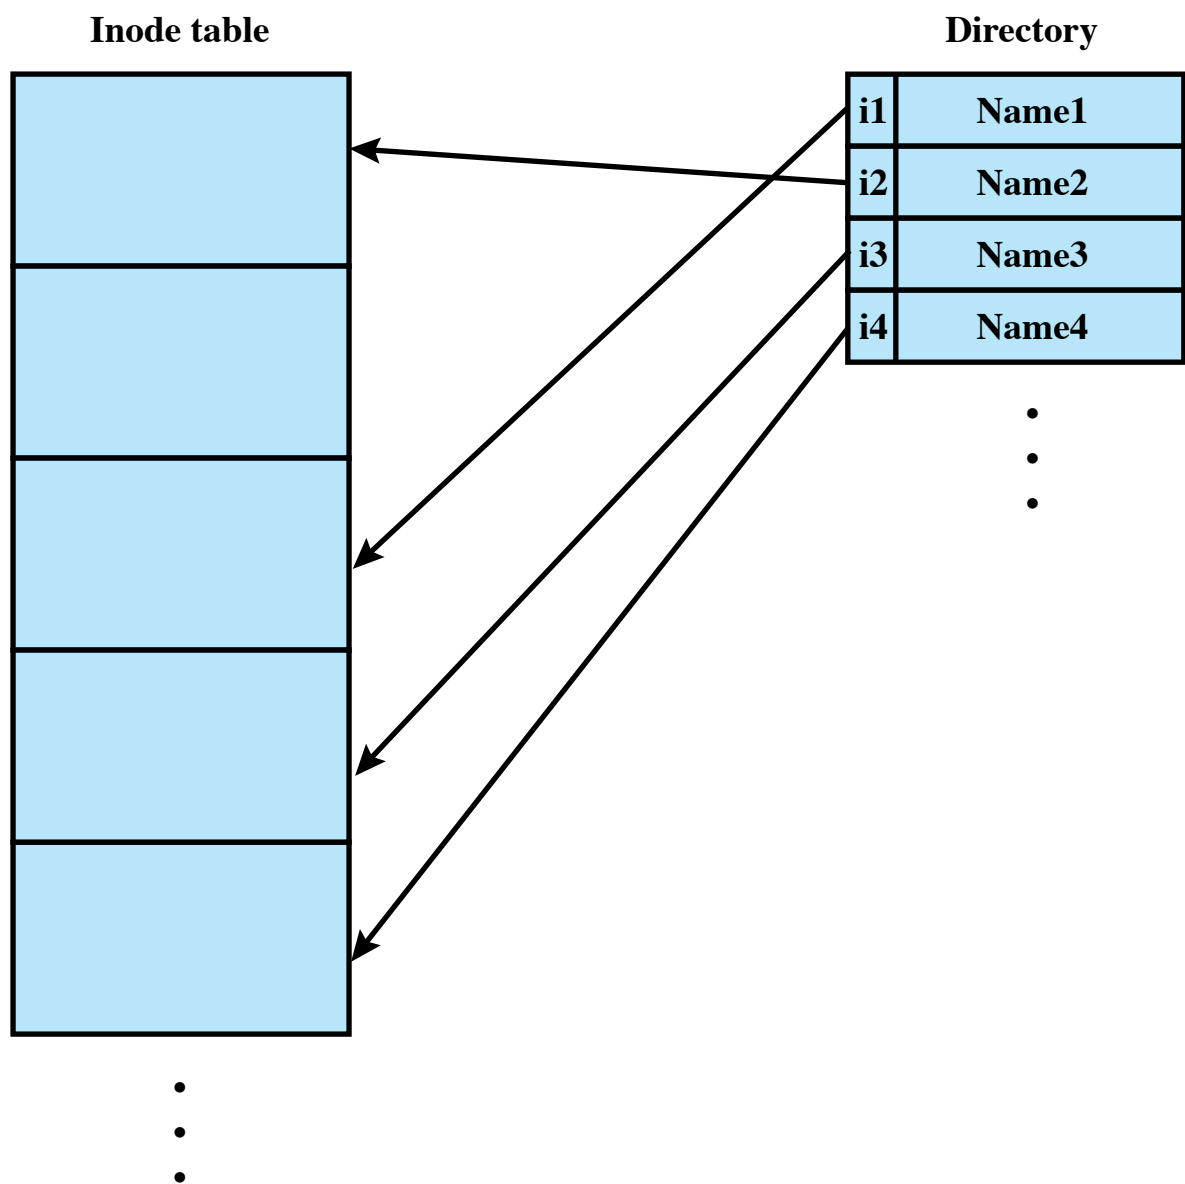 Inode table
Directory
i1 Name1
i2 Name2
i3 Name3
i4 Name4